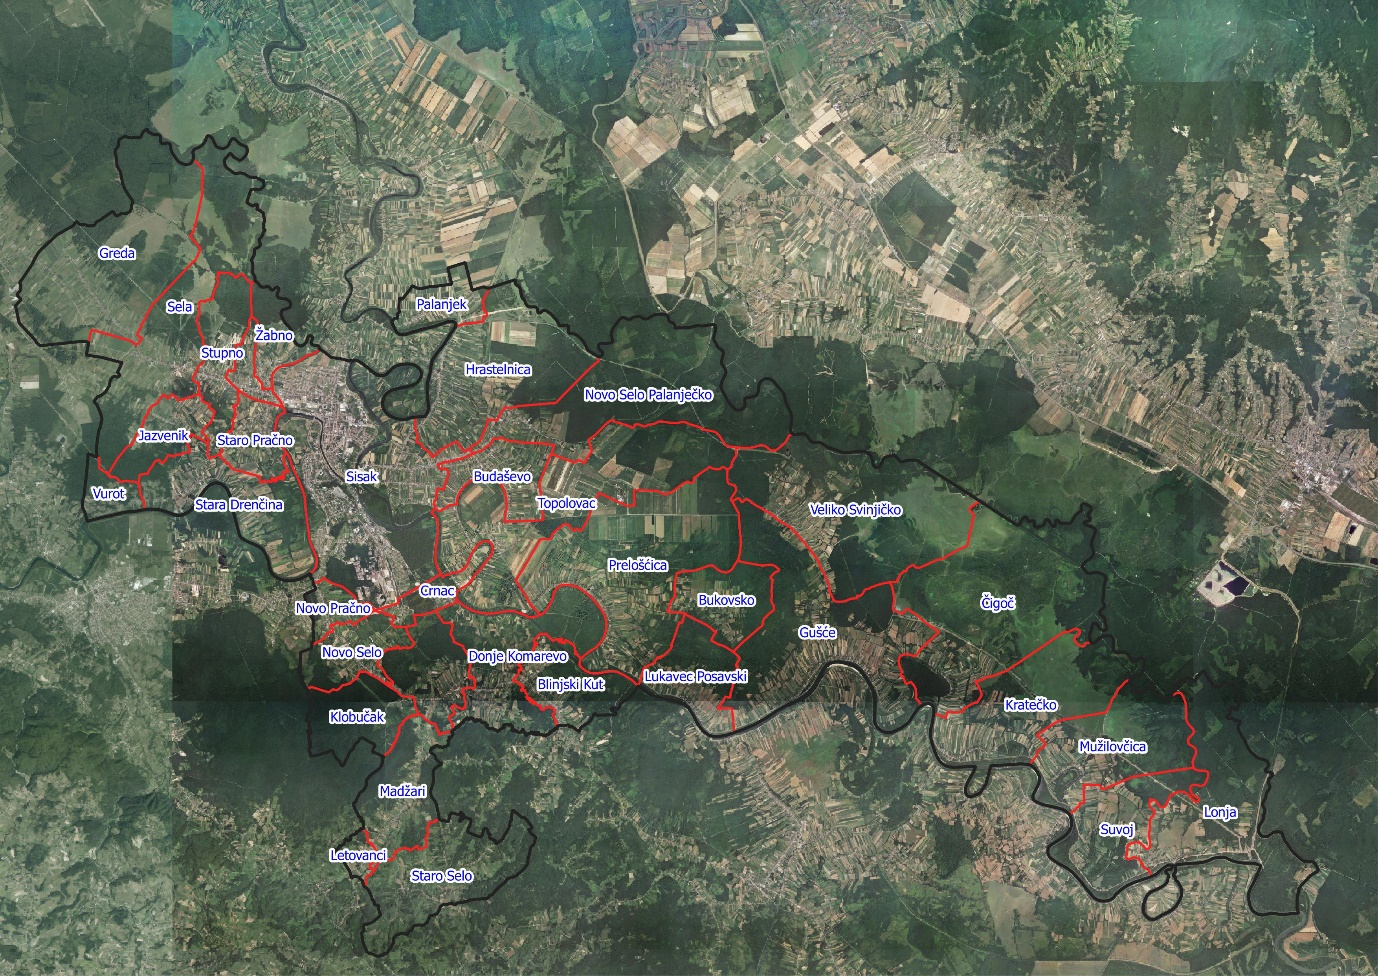 Greda
Sela
Palanjek
Žabno
Stupno
Hrastelnica
Novo Selo Palanječko
Jazvenik
Staro Pračno
Sisak
Budaševo
Vurot
Stara Drenčina
Topolovac
Veliko Svinjičko
Prelošćica
Crnac
Bukovsko
Čigoč
Novo Pračno
Gušće
Novo Selo
Donje Komarevo
Blinjski Kut
Lukavec Posavski
Kratečko
Klobučak
Mužilovčica
Madžari
Lonja
Suvoj
Letovanci
Staro Selo